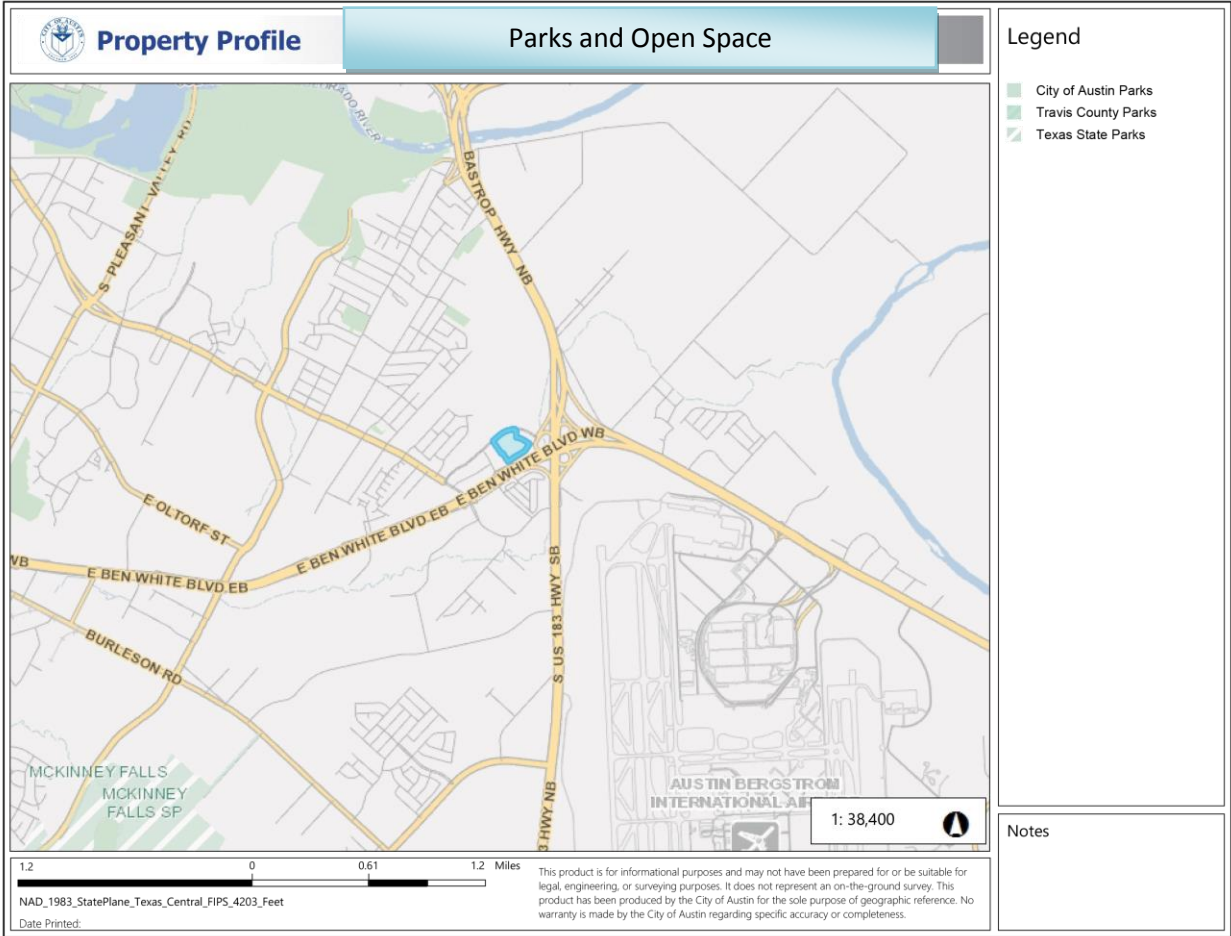 CITY OF AUSTIN
Property Profile
Parks and Open Space
Legend
City of Austin Parks
Travis County Parks
Texas State Parks
S PLEASANT VALLEY RD
ORADO RIVER
BASTROP HWY NB
E BEN WHITE BLVD WB
E BEN WHITE BLVD EB
E OLTORF ST
E BEN WHITE BLVD EB
WB
E BEN WHITE BLVD EB
BURLESON RD
S US 183 HWY SB
3 HWY NB
MCKINNEY FALLS
MCKINNEY
FALLS SP
AUSTIN BERGSTROM
INTERNATIONAL AIR
1: 38,400
Notes
1.2 0 0.61 1.2 Miles
NAD_1983_StatePlane_Texas_Central_FIPS_4203_Feet
Date Printed:
This product is for informational purposes and may not have been prepared for or be suitable for
legal, engineering, or surveying purposes. It does not represent an on-the-ground survey. This
product has been produced by the City of Austin for the sole purpose of geographic reference. No
warranty is made by the City of Austin regarding specific accuracy or completeness.